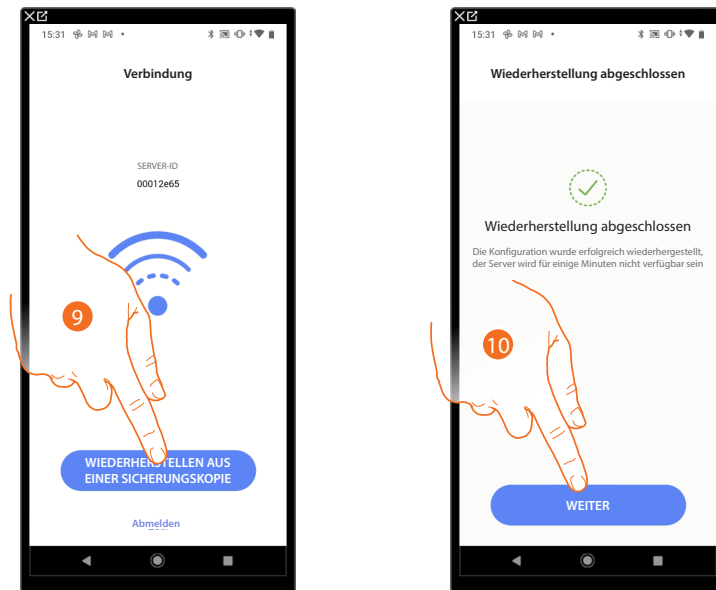 15:31
Verbindung
SERVER-ID
00012e65
9
WIEDERHERSTELLEN AUS
EINER SICHERUNGSKOPIE
Abmelden
15:31
Wiederherstellung abgeschlossen
Wiederherstellung abgeschlossen
Die Konfiguration wurde erfolgreich wiederhergestellt,
der Server wird für einige Minuten nicht verfügbar sein
10
WEITER